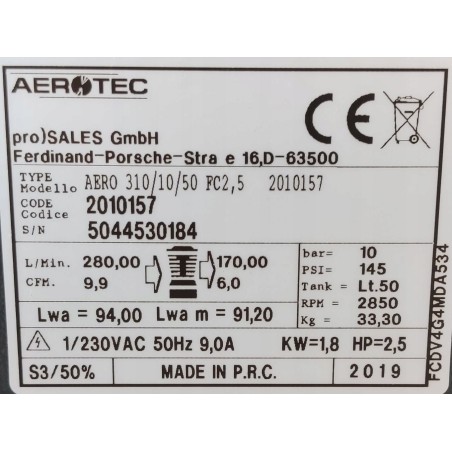 AEROTEC
CE
pro)SALES GmbH
Ferdinand-Porsche-Stra e 16,D-63500
TYPE
Modello AERO 310/10/50 FC2,5 2010157
CODE
Codice 2010157
S/N 5044530184
L/Min. 280,00 170,00
CFM. 9,9 6,0
bar= 10
PSI= 145
Tank = Lt.50
RPM = 2850
Kg = 33,30
Lwa = 94,00 Lwa m = 91,20
1/230VAC 50Hz 9,0A KW=1,8 HP=2,5
S3/50% MADE IN P.R.C. 2019
FCDV4G4MDA534